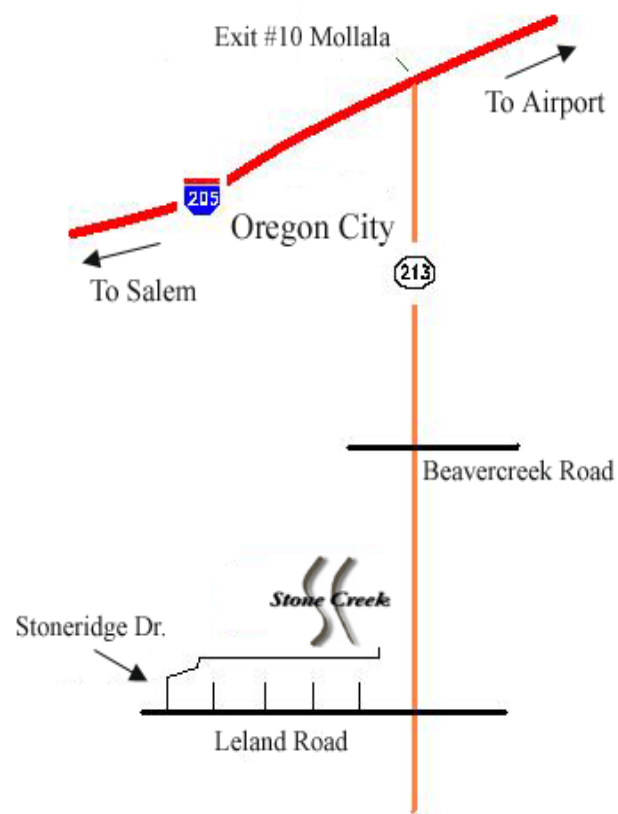 Exit #10 Mollala
To Airport
205
Oregon City
To Salem
213
Beavercreek Road
Stone Creek
Stoneridge Dr.
Leland Road